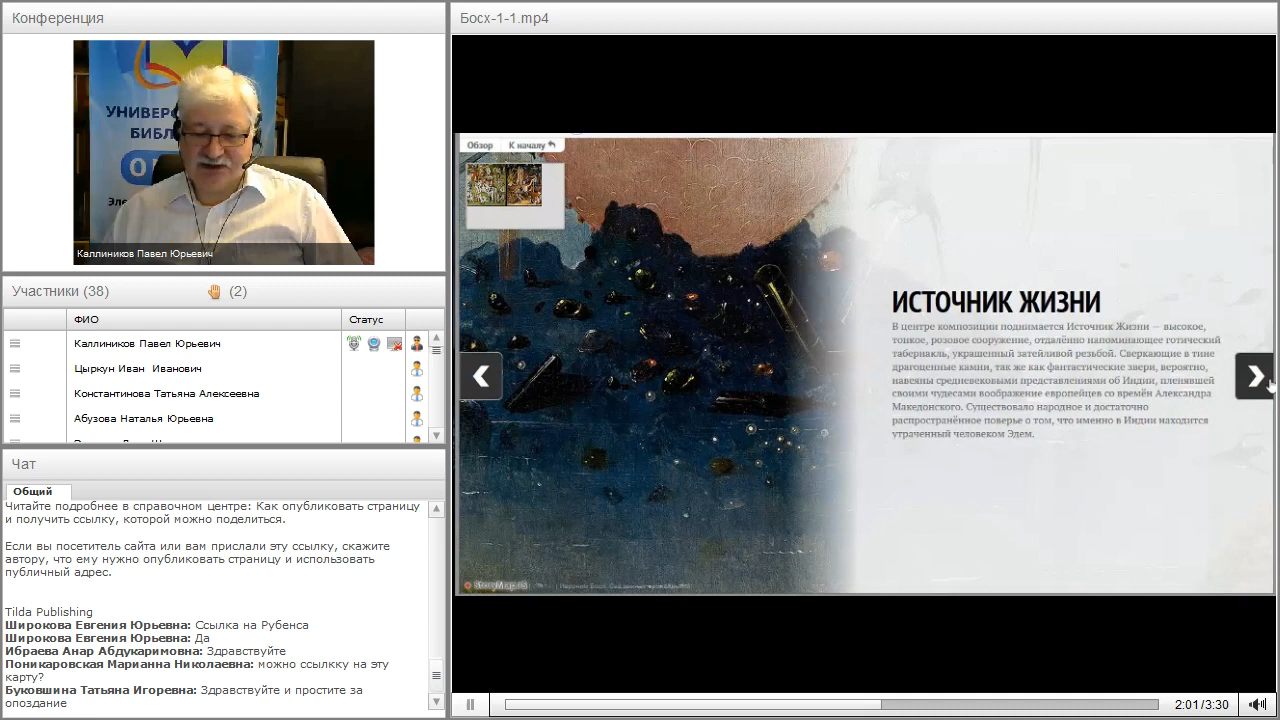 Конференция
УНИВЕР
БИБЛ
О
Эле
Каллиников Павел Юрьевич
Участники (38)
(2)
ФИО
Статус
Каллиников Павел Юрьевич
Цыркун Иван Иванович
Константинова Татьяна Алексеевна
Абузова Наталья Юрьевна
Чат
Общий
Читайте подробнее в справочном центре: Как опубликовать страницу
и получить ссылку, которой можно поделиться.
Если вы посетитель сайта или вам прислали эту ссылку, скажите
автору, что ему нужно опубликовать страницу и использовать
публичный адрес.
Tilda Publishing
Широкова Евгения Юрьевна: Ссылка на Рубенса
Широкова Евгения Юрьевна: Да
Ибраева Анар Абдукаримовна: Здравствуйте
Поникаровская Марианна Николаевна: можно ссылкку на эту
карту?
Буковшина Татьяна Игоревна: Здравствуйте и простите за
опоздание
Босх-1-1.mp4
Обзор
К началу
ИСТОЧНИК ЖИЗНИ
В центре композиции поднимается Источник Жизни — высокое,
тонкое, розовое сооружение, отдалённо напоминающее готический
табернакль, украшенный затейливой резьбой. Сверкающие в тине
драгоценные камни, так же как фантастические звери, вероятно,
навеяны средневековыми представлениями об Индии, пленявшей
своими чудесами воображение европейцев со времён Александра
Македонского. Существовало народное и достаточно
распространённое поверье о том, что именно в Индии находится
утраченный человеком Эдем.
StoryMapJS
2:01/3:30